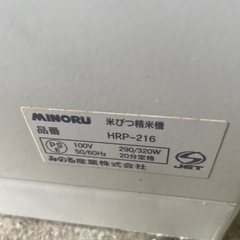 MINORU 米びつ精米機
品番 HRP-216
PS E 100V 290/320W
50/60Hz 20分定格
みのる産業株式会社
JET